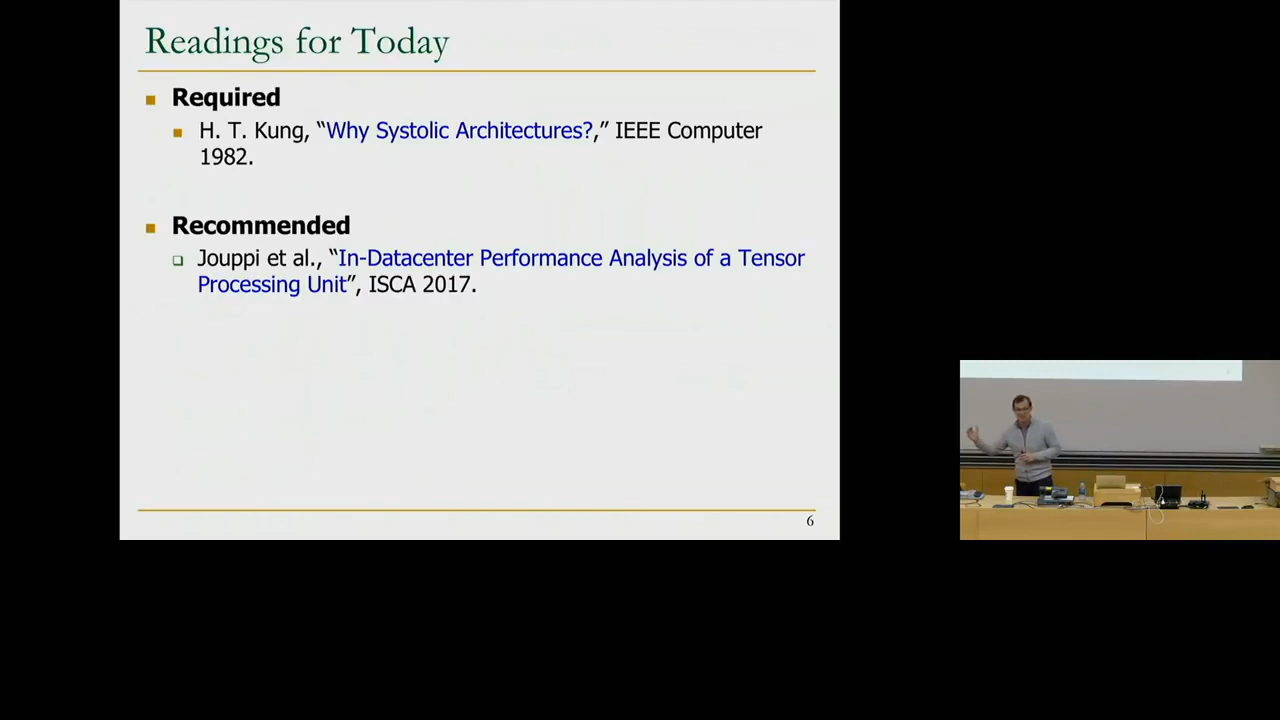 Readings for Today
Required
H. T. Kung, “Why Systolic Architectures?,” IEEE Computer
1982.
Recommended
Jouppi et al., “In-Datacenter Performance Analysis of a Tensor
Processing Unit”, ISCA 2017.
6